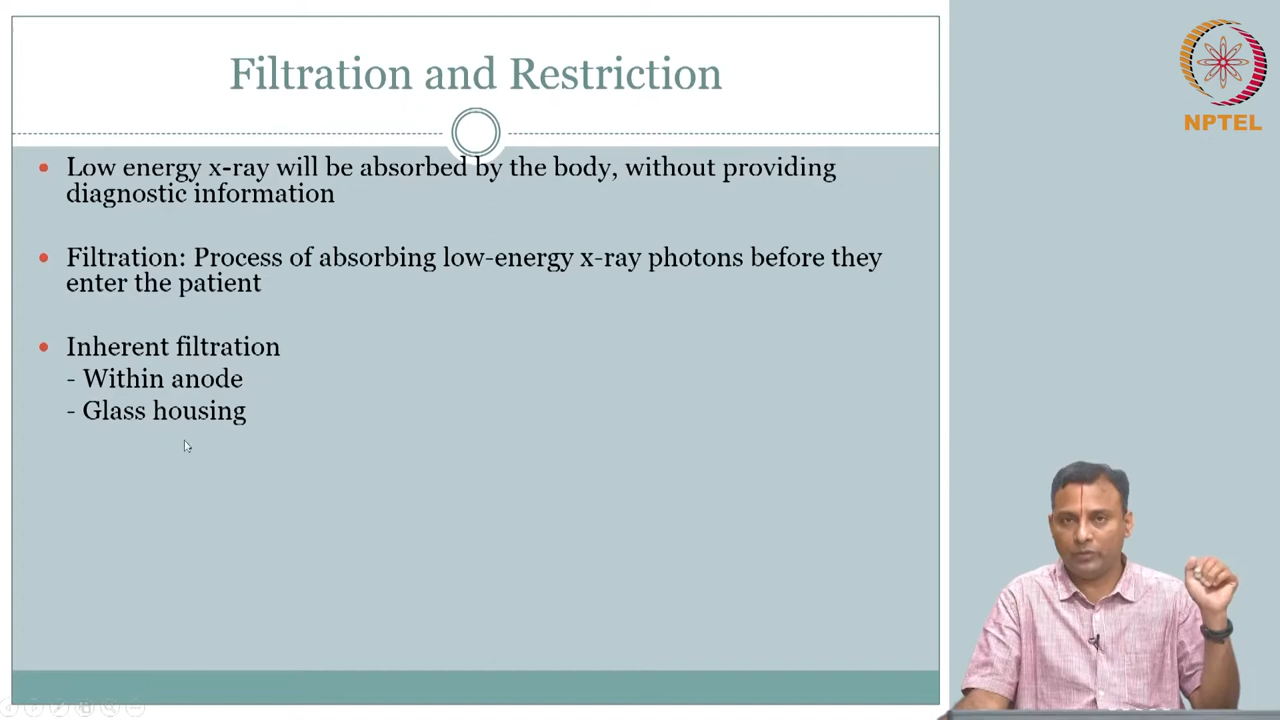 Filtration and Restriction
NPTEL
• Low energy x-ray will be absorbed by the body, without providing
diagnostic information
• Filtration: Process of absorbing low-energy x-ray photons before they
enter the patient
• Inherent filtration
- Within anode
- Glass housing